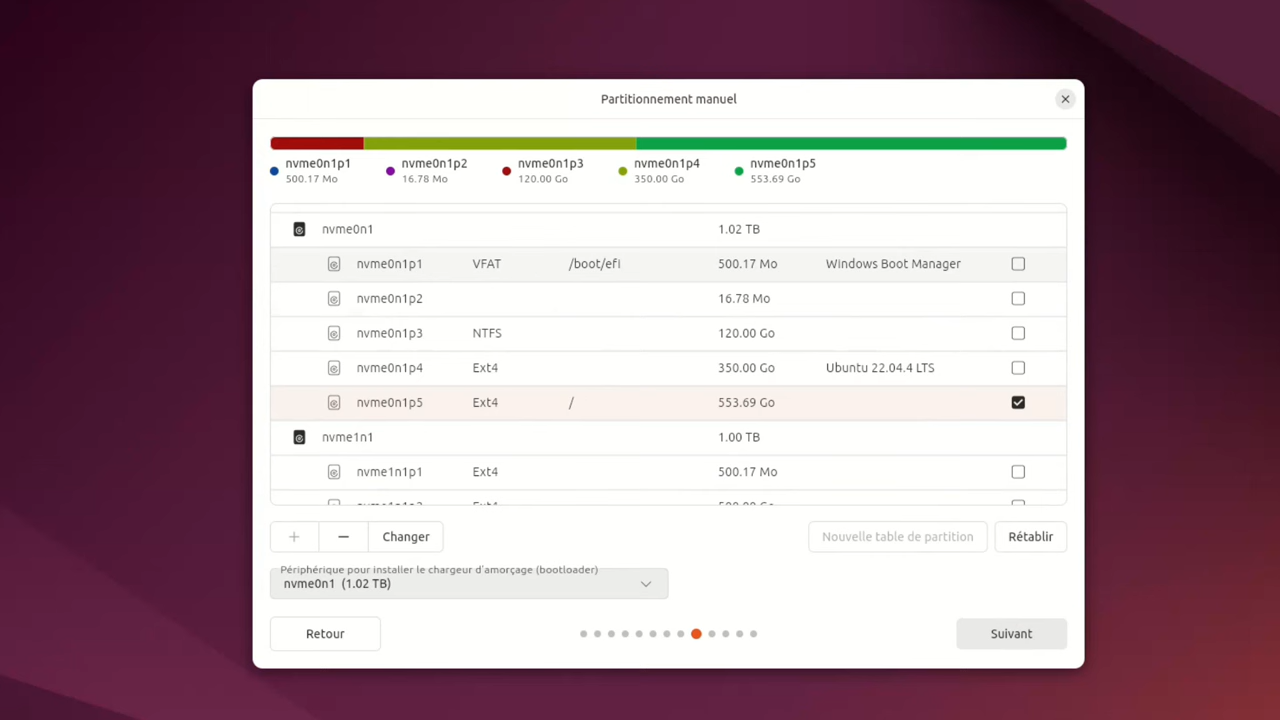 Partitionnement manuel
nvme0n1p1 nvme0n1p2 nvme0n1p3 nvme0n1p4 nvme0n1p5
500.17 Mo 16.78 Mo 120.00 Go 350.00 Go 553.69 Go
nvme0n1 1.02 TB
nvme0n1p1 VFAT /boot/efi 500.17 Mo Windows Boot Manager
nvme0n1p2 16.78 Mo
nvme0n1p3 NTFS 120.00 Go
nvme0n1p4 Ext4 350.00 Go Ubuntu 22.04.4 LTS
nvme0n1p5 Ext4 / 553.69 Go
nvme1n1 1.00 TB
nvme1n1p1 Ext4 500.17 Mo
+ − Changer Nouvelle table de partition Rétablir
Périphérique pour installer le chargeur d'amorçage (bootloader)
nvme0n1 (1.02 TB)
Retour Suivant